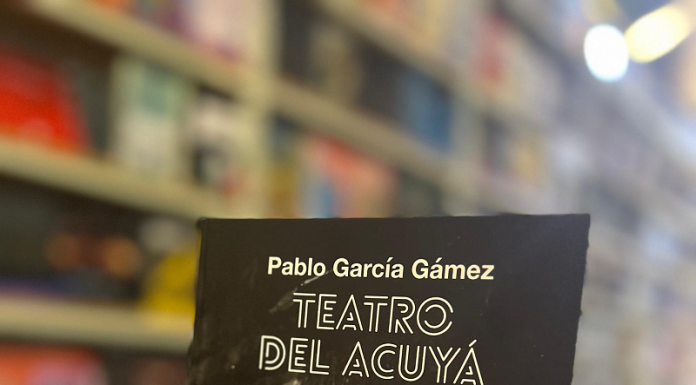 Pablo García Gámez
TEATRO
DEL ACUYÁ